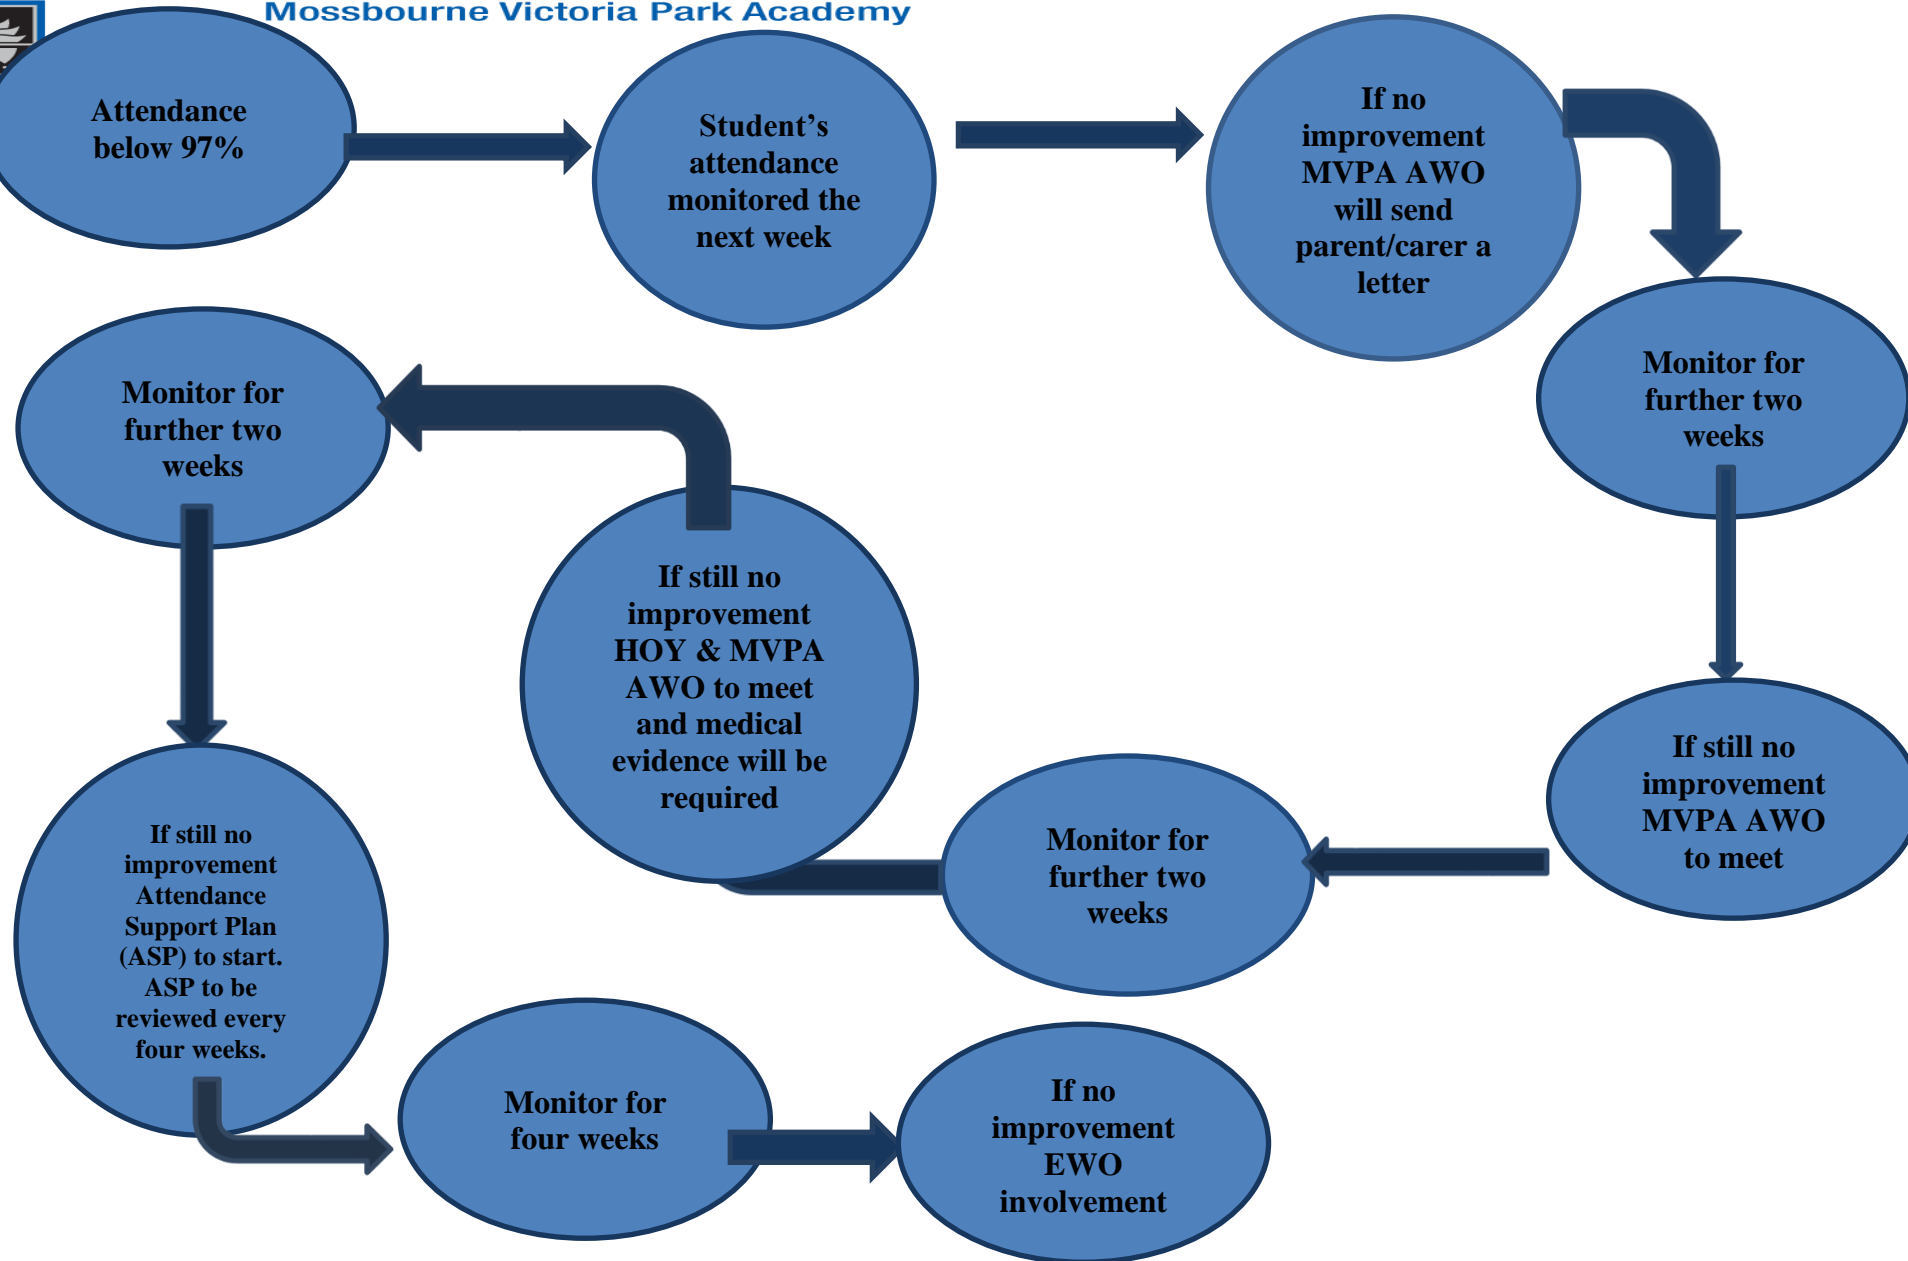 Mossbourne Victoria Park Academy
Attendance
below 97%
Student’s
attendance
monitored the
next week
If no
improvement
MVPA AWO
will send
parent/carer a
letter
Monitor for
further two
weeks
If still no
improvement
MVPA AWO
to meet
Monitor for
further two
weeks
If still no
improvement
HOY & MVPA
AWO to meet
and medical
evidence will be
required
Monitor for
further two
weeks
If still no
improvement
Attendance
Support Plan
(ASP) to start.
ASP to be
reviewed every
four weeks.
Monitor for
four weeks
If no
improvement
EWO
involvement